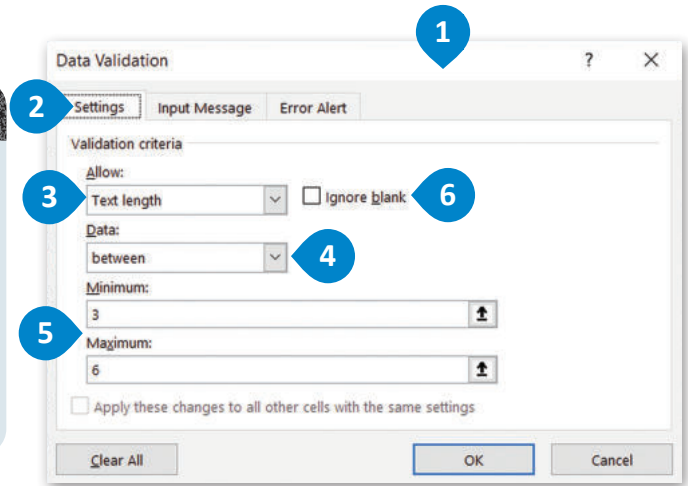 1
Data Validation ? ×
2 Settings Input Message Error Alert
Validation criteria
Allow:
3 Text length Ignore blank 6
Data:
between 4
Minimum:
3
5 Maximum:
6
Apply these changes to all other cells with the same settings
Clear All OK Cancel